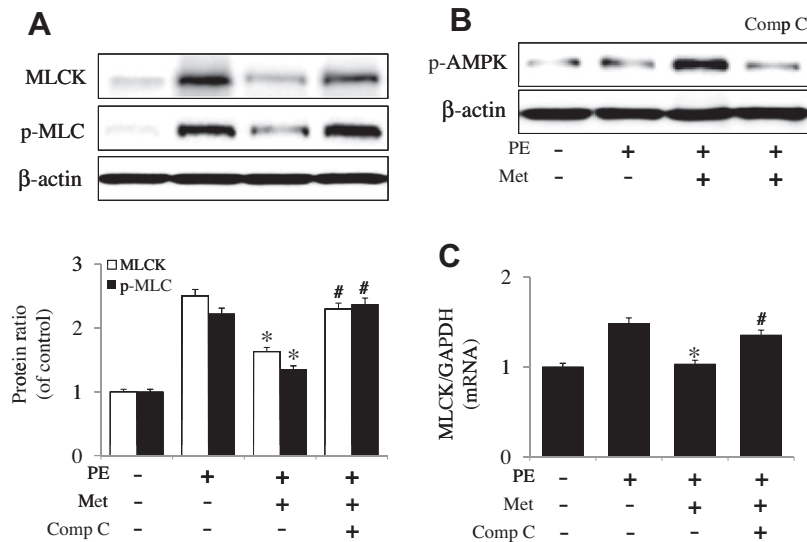 A
MLCK
p-MLC
β-actin
3
2
1
0
Protein ratio
(of control)
MLCK
p-MLC
*
*
#
#
PE - + + +
Met - - + +
Comp C - - - +
B
Comp C
p-AMPK
β-actin
PE - + + +
Met - - + +
C
2
1
0
MLCK/GAPDH
(mRNA)
*
#
PE - + + +
Met - - + +
Comp C - - - +